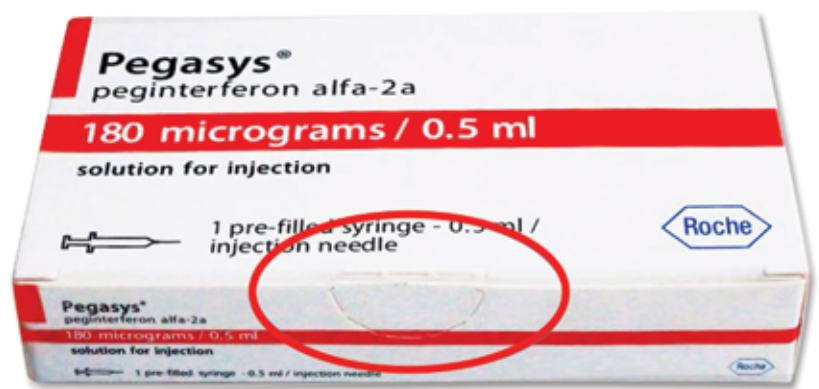 Pegasys®
peginterferon alfa-2a
180 micrograms / 0.5 ml
solution for injection
1 pre-filled syringe - 0.5 ml /
injection needle
Roche
Pegasys®
peginterferon alfa-2a
180 micrograms / 0.5 ml
solution for injection
1 pre-filled syringe - 0.5 ml / injection needle
Roche